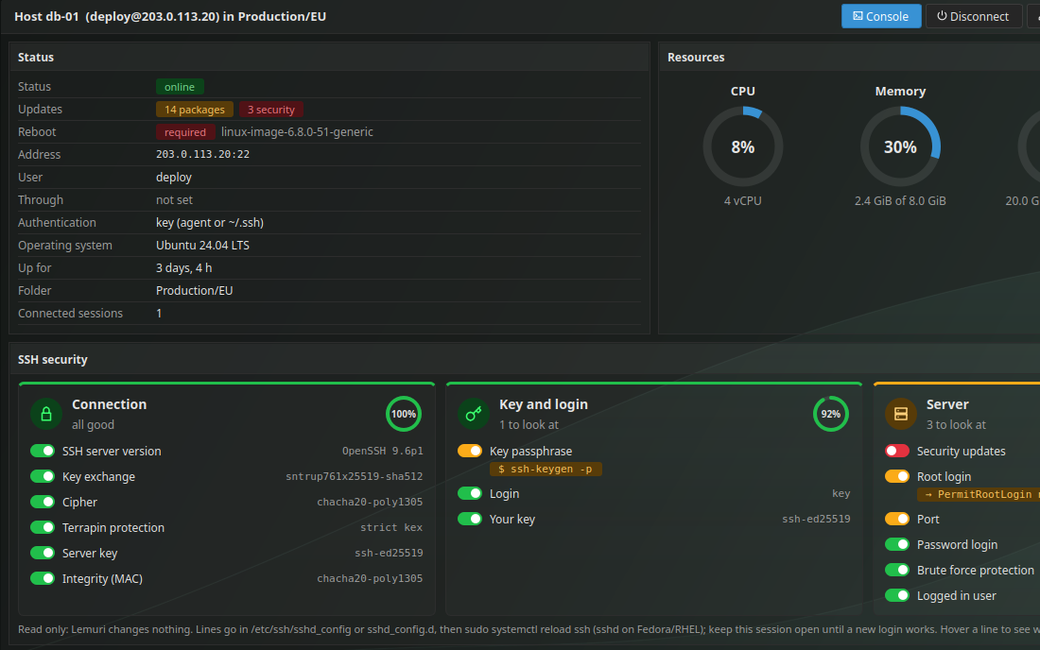 Host db-01 (deploy@203.0.113.20) in Production/EU
Console
Disconnect
Status
Status online
Updates 14 packages 3 security
Reboot required linux-image-6.8.0-51-generic
Address 203.0.113.20:22
User deploy
Through not set
Authentication key (agent or ~/.ssh)
Operating system Ubuntu 24.04 LTS
Up for 3 days, 4 h
Folder Production/EU
Connected sessions 1
Resources
CPU
8%
4 vCPU
Memory
30%
2.4 GiB of 8.0 GiB
20.0 G
SSH security
Connection
all good
100%
SSH server version OpenSSH 9.6p1
Key exchange sntrup761x25519-sha512
Cipher chacha20-poly1305
Terrapin protection strict kex
Server key ssh-ed25519
Integrity (MAC) chacha20-poly1305
Key and login
1 to look at
92%
Key passphrase
$ ssh-keygen -p
Login key
Your key ssh-ed25519
Server
3 to look at
Security updates
Root login
→ PermitRootLogin
Port
Password login
Brute force protection
Logged in user
Read only: Lemuri changes nothing. Lines go in /etc/ssh/sshd_config or sshd_config.d, then sudo systemctl reload ssh (sshd on Fedora/RHEL); keep this session open until a new login works. Hover a line to see